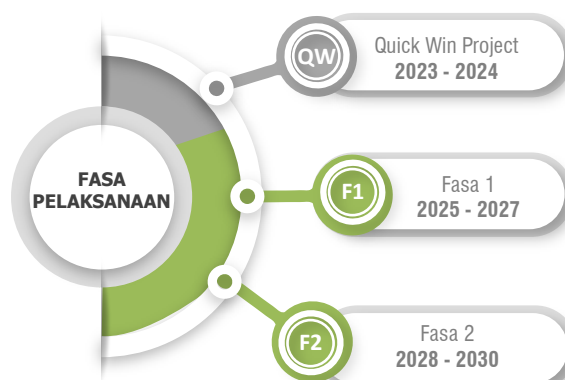 QW
Quick Win Project
2023 - 2024
FASA
PELAKSANAAN
F1
Fasa 1
2025 - 2027
F2
Fasa 2
2028 - 2030